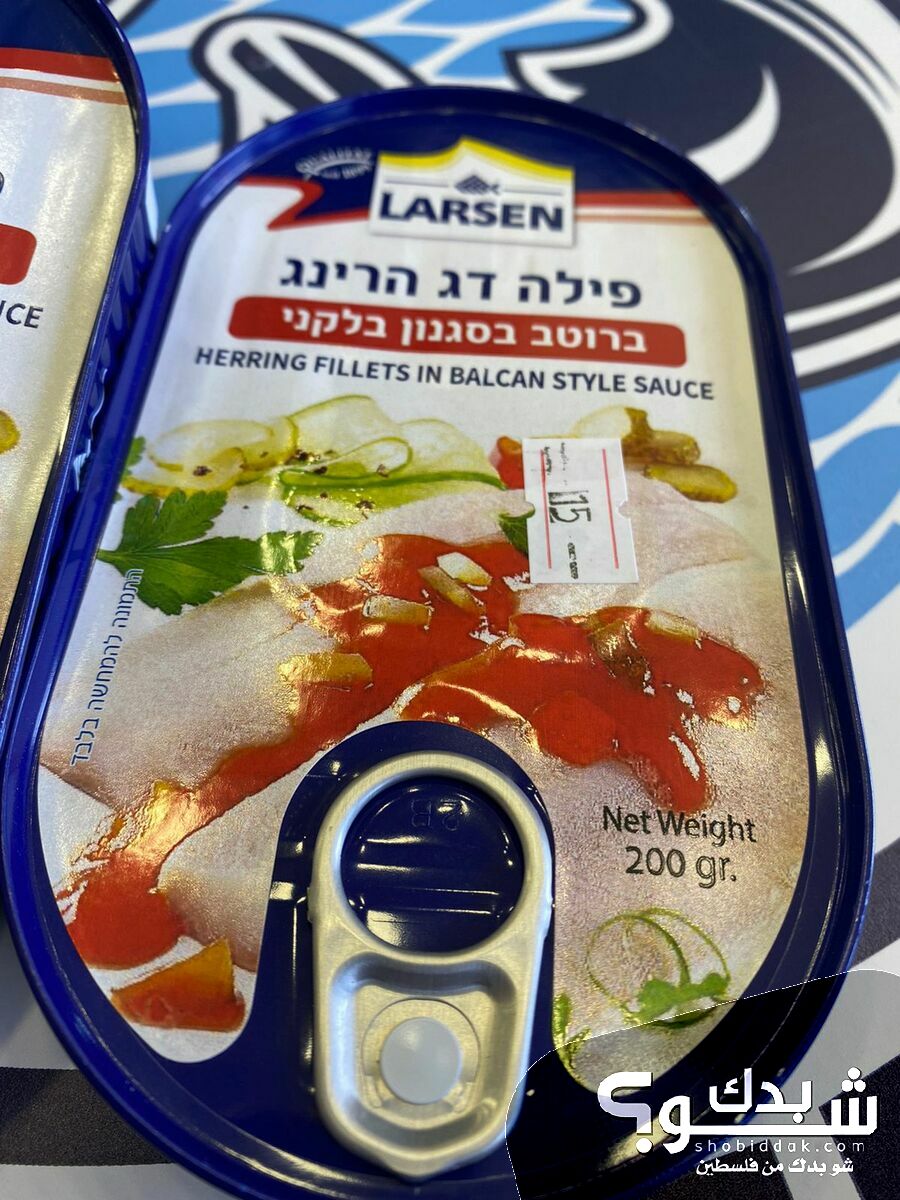 LARSEN
פילה דג הרינג
ברוטב בסגנון בלקני
HERRING FILLETS IN BALCAN STYLE SAUCE
UCE
15
התמונה להמחשה בלבד
Net Weight
200 gr.
شو بدك؟
shobiddak.com
شو بدك من فلسطين